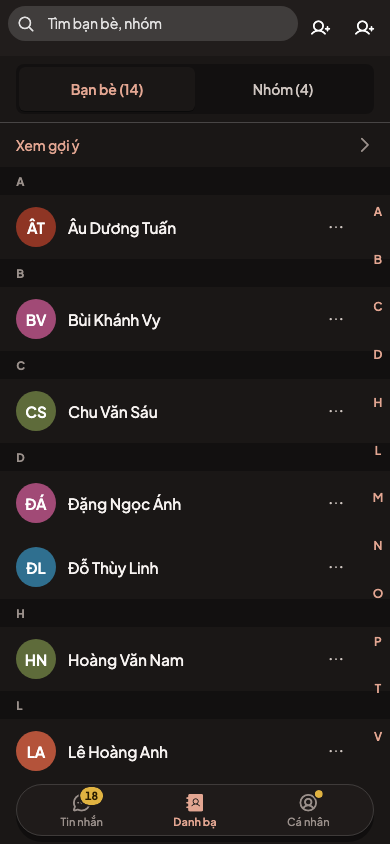 Tìm bạn bè, nhóm
Bạn bè (14)
Nhóm (4)
Xem gợi ý
A
ÂT
Âu Dương Tuấn
B
BV
Bùi Khánh Vy
C
CS
Chu Văn Sáu
D
ĐÁ
Đặng Ngọc Ánh
ĐL
Đỗ Thùy Linh
H
HN
Hoàng Văn Nam
L
LA
Lê Hoàng Anh
A
B
C
D
H
L
M
N
O
P
T
V
18
Tin nhắn
Danh bạ
Cá nhân